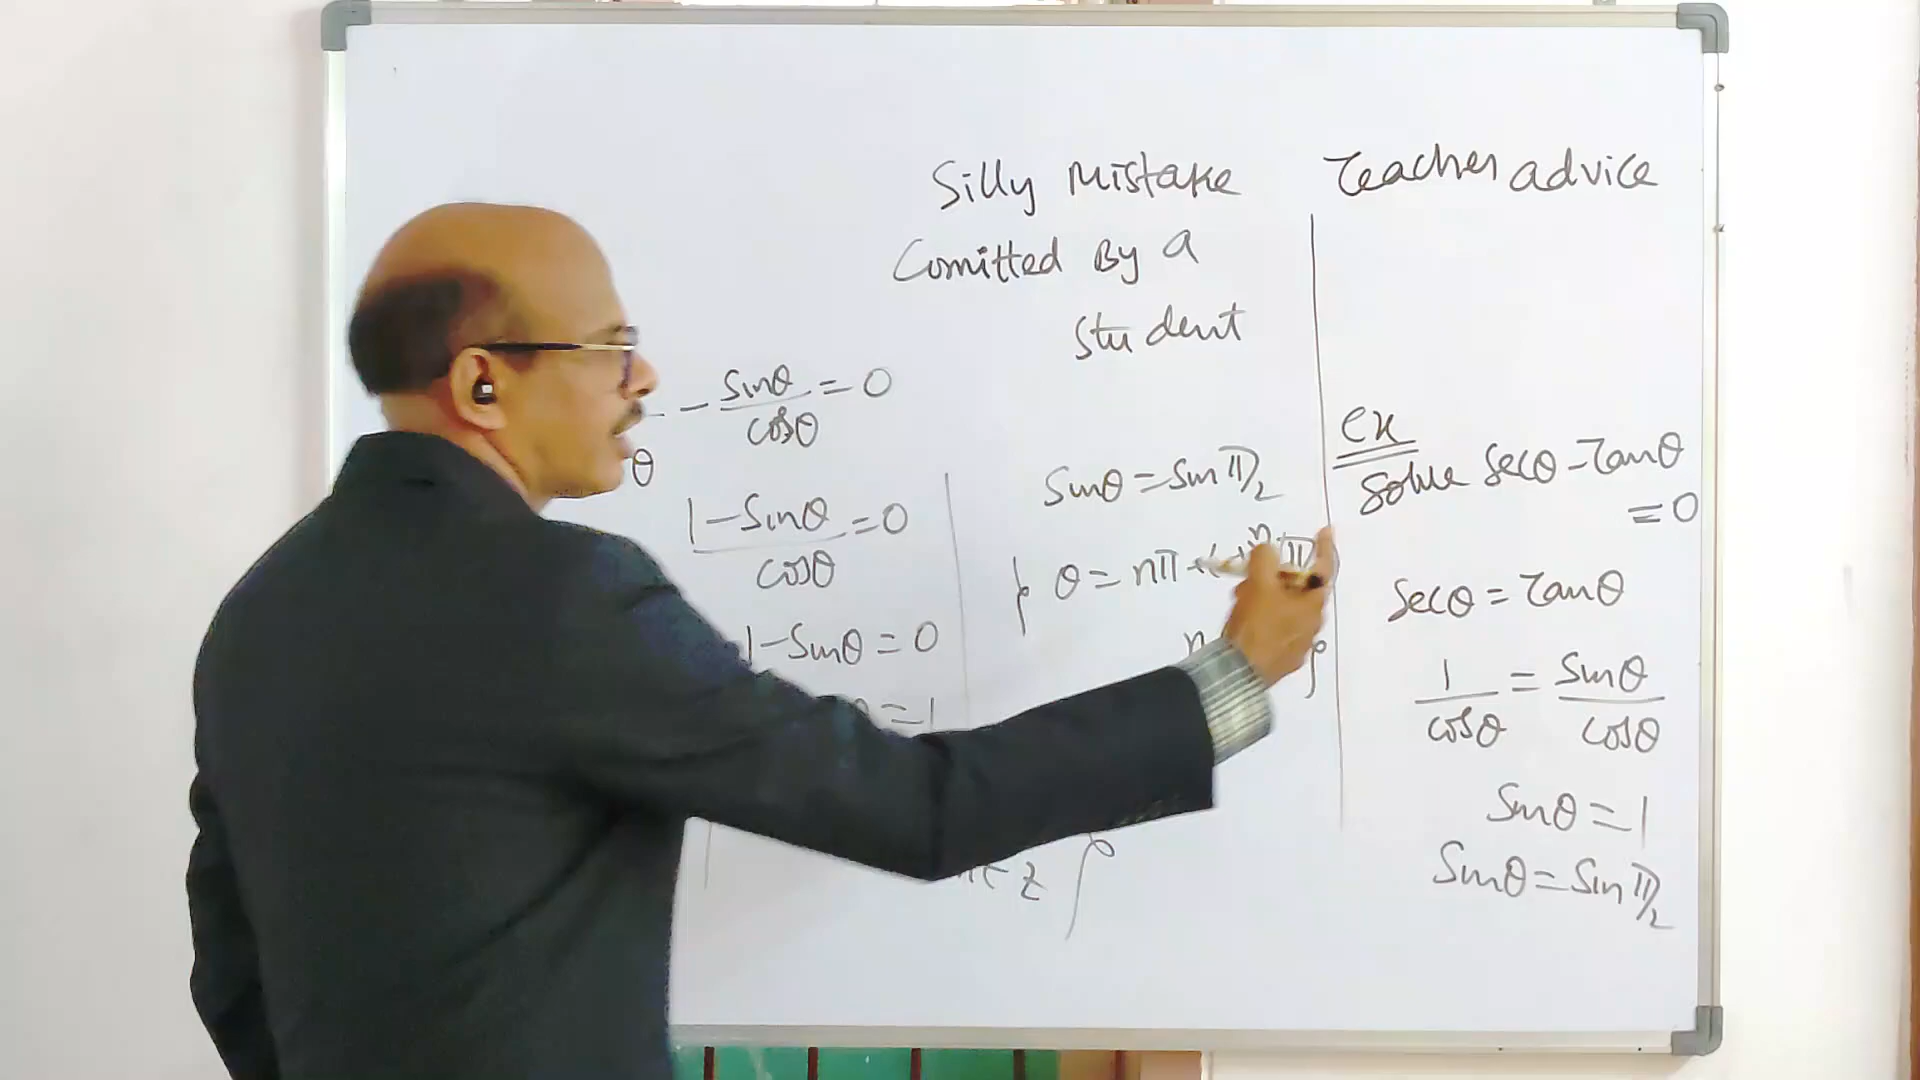 Silly Mistake
Comitted By a
student
- sinθ/cosθ = 0
θ
1-sinθ/cosθ = 0
1-sinθ = 0
=1
sinθ = sin π/2
θ = nπ +
n
∈ z
Teacher advice
ex
Solve secθ - Tanθ
= 0
secθ = Tanθ
1/cosθ = sinθ/cosθ
sinθ = 1
sinθ = sin π/2